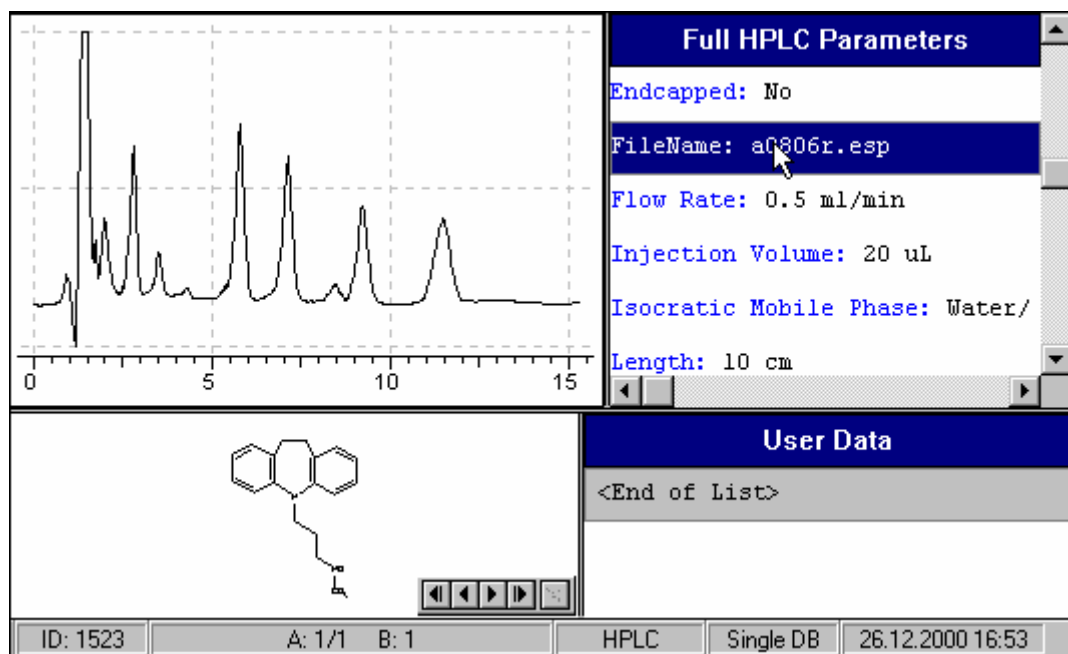 Full HPLC Parameters
Endcapped: No
FileName: a0806r.esp
Flow Rate: 0.5 ml/min
Injection Volume: 20 uL
Isocratic Mobile Phase: Water/
Length: 10 cm
0 5 10 15
User Data
<End of List>
ID: 1523 A: 1/1 B: 1 HPLC Single DB 26.12.2000 16:53